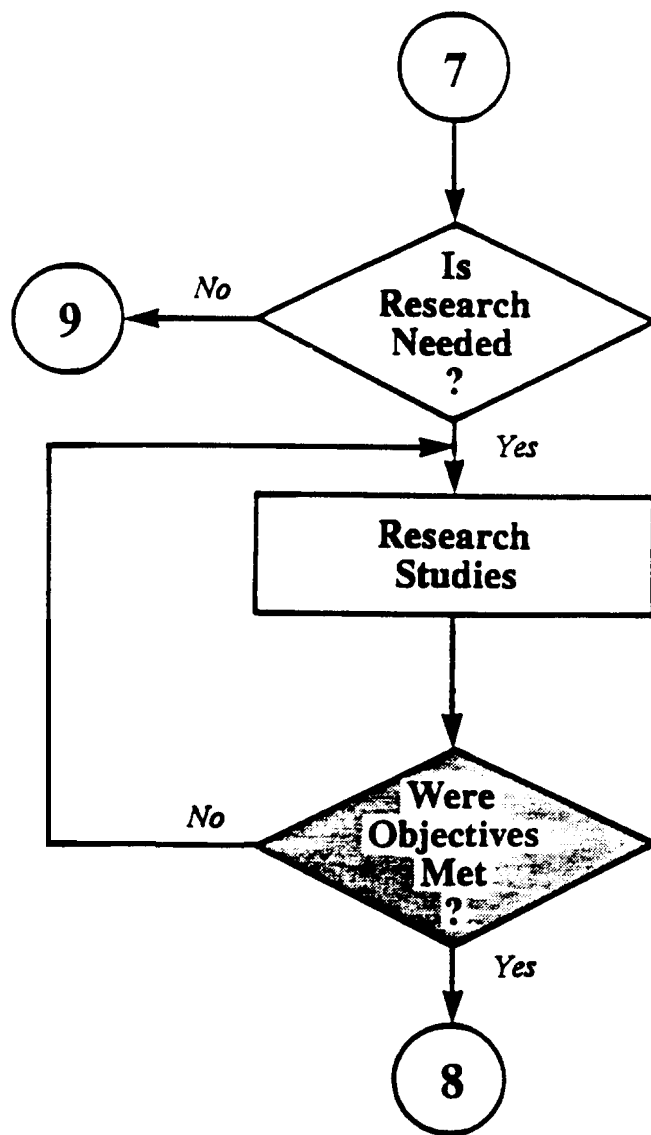 7
Is
Research
Needed
?
No
9
Yes
Research
Studies
Were
Objectives
Met
?
No
Yes
8